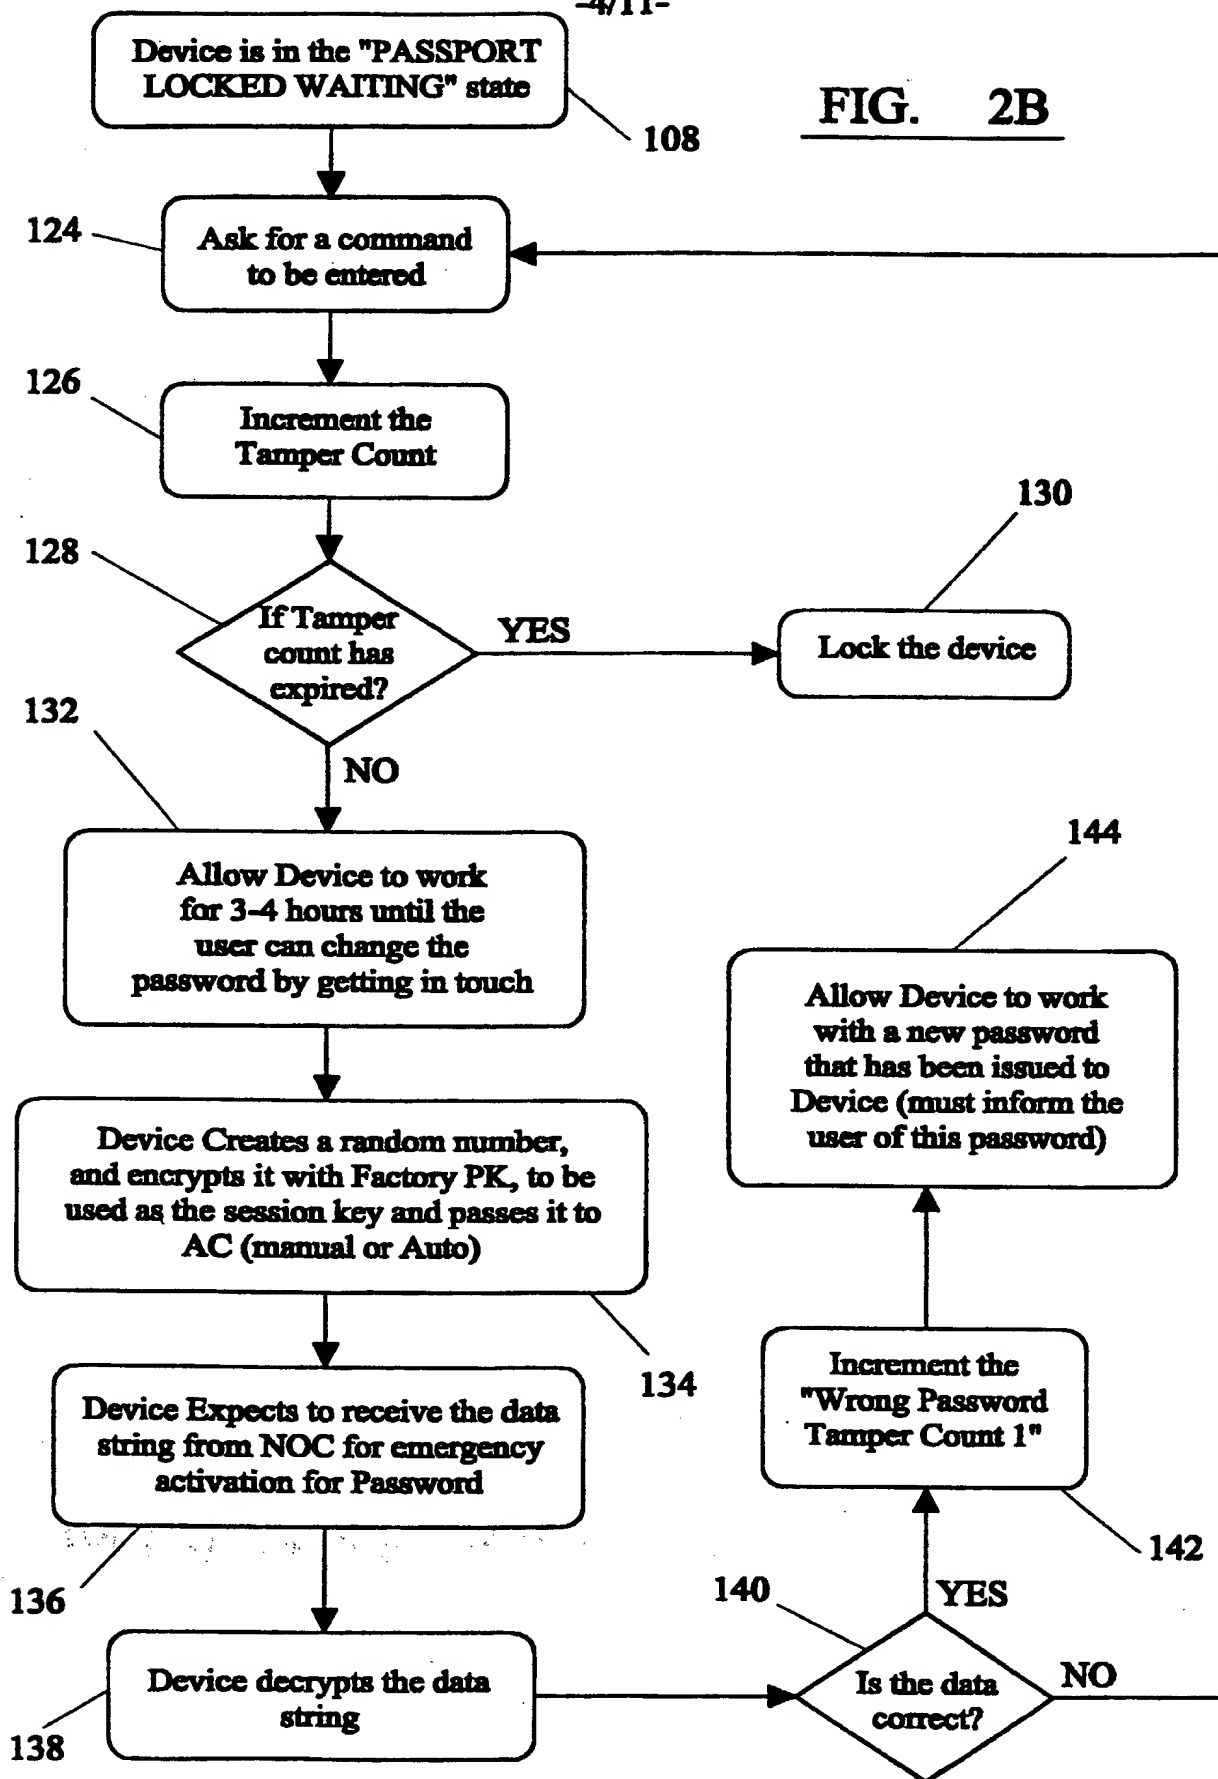 -4/11-
Device is in the "PASSPORT
LOCKED WAITING" state
FIG. 2B
108
124
Ask for a command
to be entered
126
Increment the
Tamper Count
130
128
If Tamper
count has
expired?
YES
Lock the device
132
NO
144
Allow Device to work
for 3-4 hours until the
user can change the
password by getting in touch
Allow Device to work
with a new password
that has been issued to
Device (must inform the
user of this password)
Device Creates a random number,
and encrypts it with Factory PK, to be
used as the session key and passes it to
AC (manual or Auto)
134
Increment the
"Wrong Password
Tamper Count 1"
Device Expects to receive the data
string from NOC for emergency
activation for Password
142
136
140
YES
Device decrypts the data
string
Is the data
correct?
NO
138